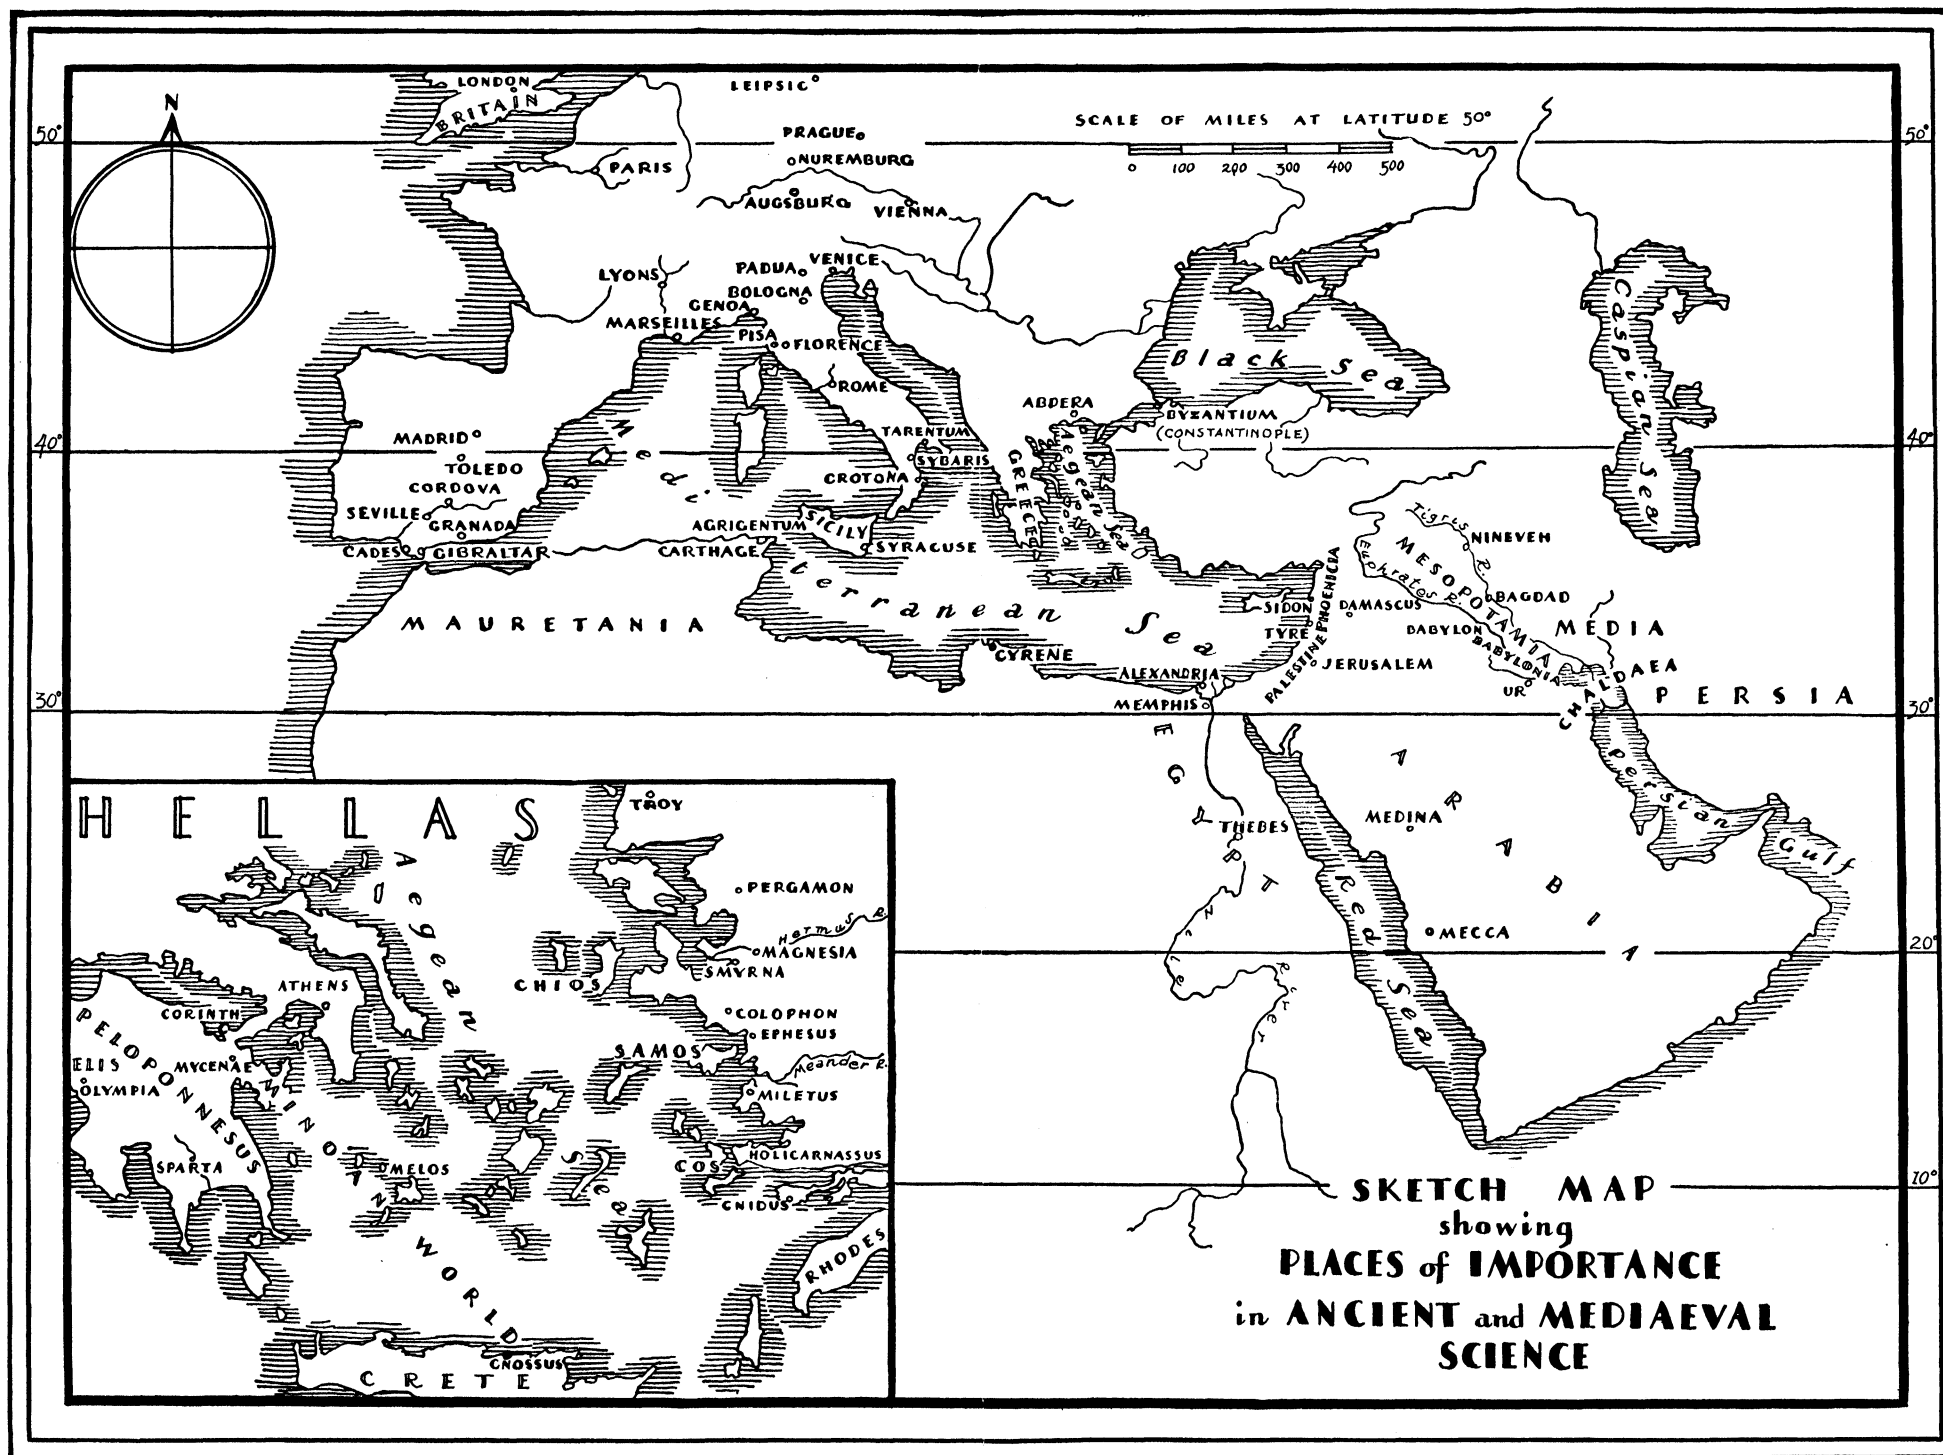 LONDON
BRITAIN
LEIPSIC
N
SCALE OF MILES AT LATITUDE 50°
PRAGUE
50°
50°
NUREMBURG
PARIS
0 100 200 300 400 500
AUGSBURG
VIENNA
VENICE
PADUA
LYONS
BOLOGNA
GENOA
MARSEILLES
PISA
FLORENCE
Black Sea
Caspian Sea
ROME
ABDERA
BYZANTIUM
(CONSTANTINOPLE)
TARENTUM
MADRID
40°
40°
SYBARIS
TOLEDO
CROTONA
CORDOVA
GREECE
Aegean Sea
SEVILLE
GRANADA
AGRIGENTUM
SICILY
Tigris R.
NINEVEH
CADES
GIBRALTAR
CARTHAGE
SYRACUSE
MESOPOTAMIA
Euphrates R.
Mediterranean Sea
PHOENICIA
BAGDAD
SIDON
DAMASCUS
MAURETANIA
TYRE
BABYLON
MEDIA
BABYLONIA
CYRENE
PALESTINE
JERUSALEM
CHALDAEA
ALEXANDRIA
UR
PERSIA
30°
MEMPHIS
30°
EGYPT
ARABIA
Persian Gulf
MEDINA
THEBES
Red Sea
Nile River
MECCA
20°
10°
HELLAS
TROY
Aegean Sea
PERGAMON
Hermus R.
MAGNESIA
SMYRNA
CHIOS
ATHENS
CORINTH
COLOPHON
EPHESUS
PELOPONNESUS
SAMOS
ELIS
MYCENAE
Meander R.
OLYMPIA
MILETUS
MINOAN WORLD
HOLICARNASSUS
SPARTA
MELOS
COS
CNIDUS
RHODES
CNOSSUS
CRETE
SKETCH MAP
showing
PLACES of IMPORTANCE
in ANCIENT and MEDIAEVAL
SCIENCE